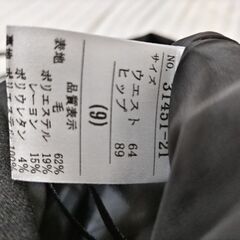 NO. 31451-21
サイズ
ウエスト 64
ヒップ 89
(9)
品質表示
表地
毛 62%
ポリエステル 19%
レーヨン 15%
ポリウレタン 4%
100%